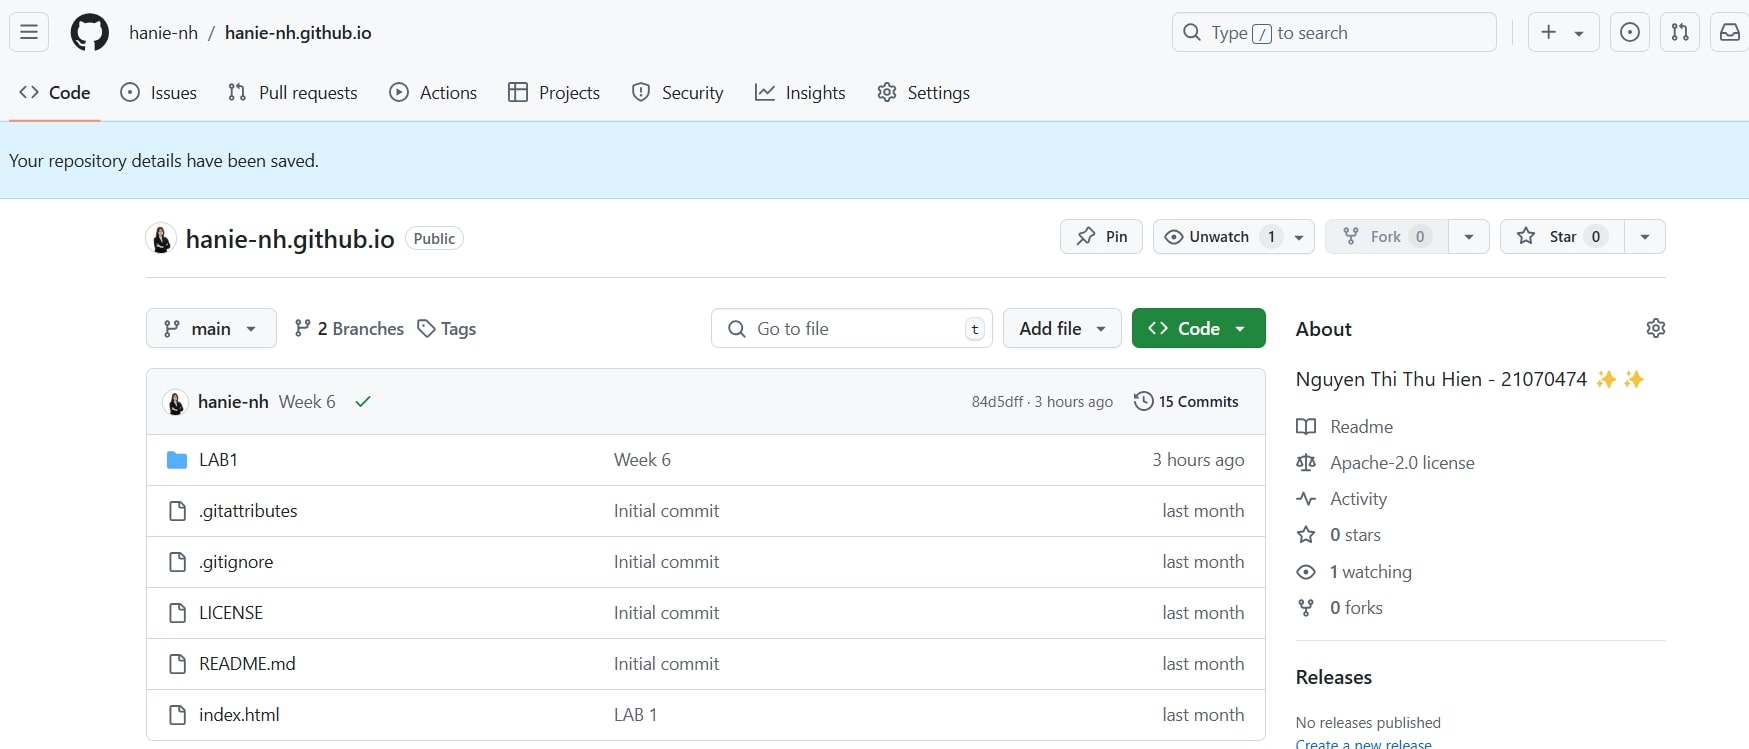 hanie-nh / hanie-nh.github.io
Type / to search
Code Issues Pull requests Actions Projects Security Insights Settings
Your repository details have been saved.
hanie-nh.github.io Public
Pin Unwatch 1 Fork 0 Star 0
main 2 Branches Tags
Go to file t Add file Code
hanie-nh Week 6 84d5dff · 3 hours ago 15 Commits
LAB1 Week 6 3 hours ago
.gitattributes Initial commit last month
.gitignore Initial commit last month
LICENSE Initial commit last month
README.md Initial commit last month
index.html LAB 1 last month
About
Nguyen Thi Thu Hien - 21070474 ✨ ✨
Readme
Apache-2.0 license
Activity
0 stars
1 watching
0 forks
Releases
No releases published
Create a new release